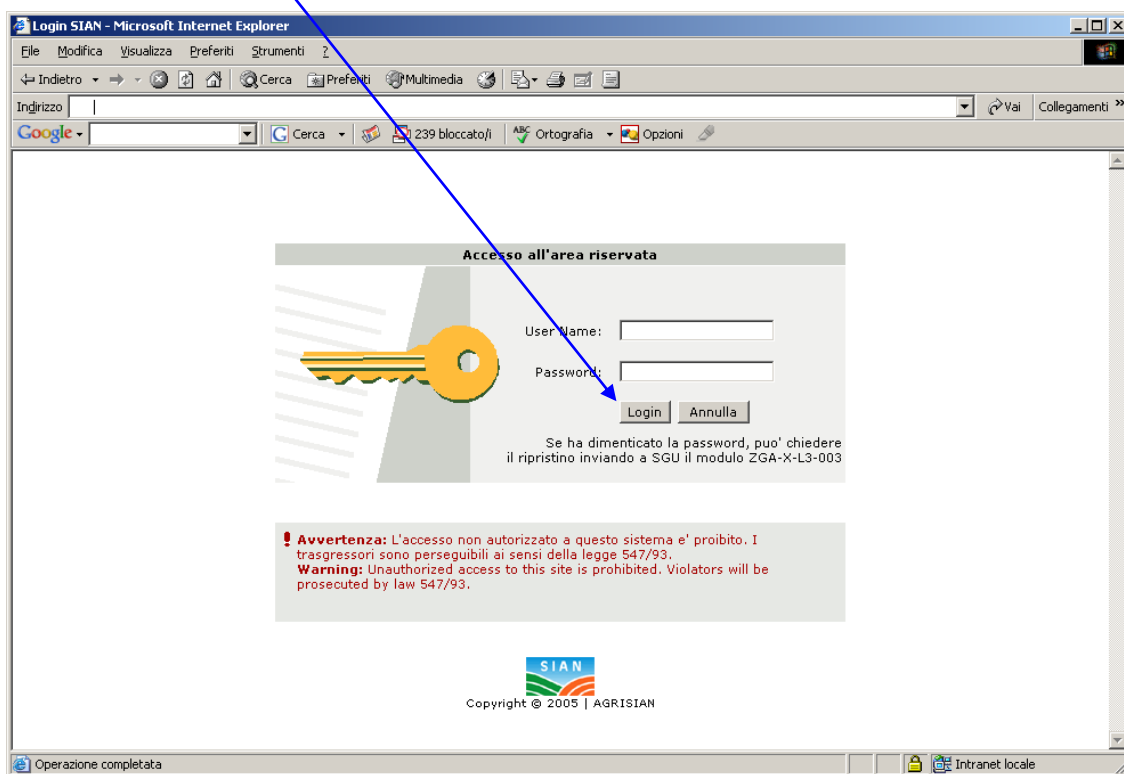 Login SIAN - Microsoft Internet Explorer
File Modifica Visualizza Preferiti Strumenti ?
Indietro Cerca Preferiti Multimedia
Indirizzo Vai Collegamenti »
Google Cerca 239 bloccato/i ABC Ortografia Opzioni
Accesso all'area riservata
User Name:
Password:
Login Annulla
Se ha dimenticato la password, puo' chiedere
il ripristino inviando a SGU il modulo ZGA-X-L3-003
Avvertenza: L'accesso non autorizzato a questo sistema e' proibito. I
trasgressori sono perseguibili ai sensi della legge 547/93.
Warning: Unauthorized access to this site is prohibited. Violators will be
prosecuted by law 547/93.
SIAN
Copyright © 2005 | AGRISIAN
Operazione completata Intranet locale